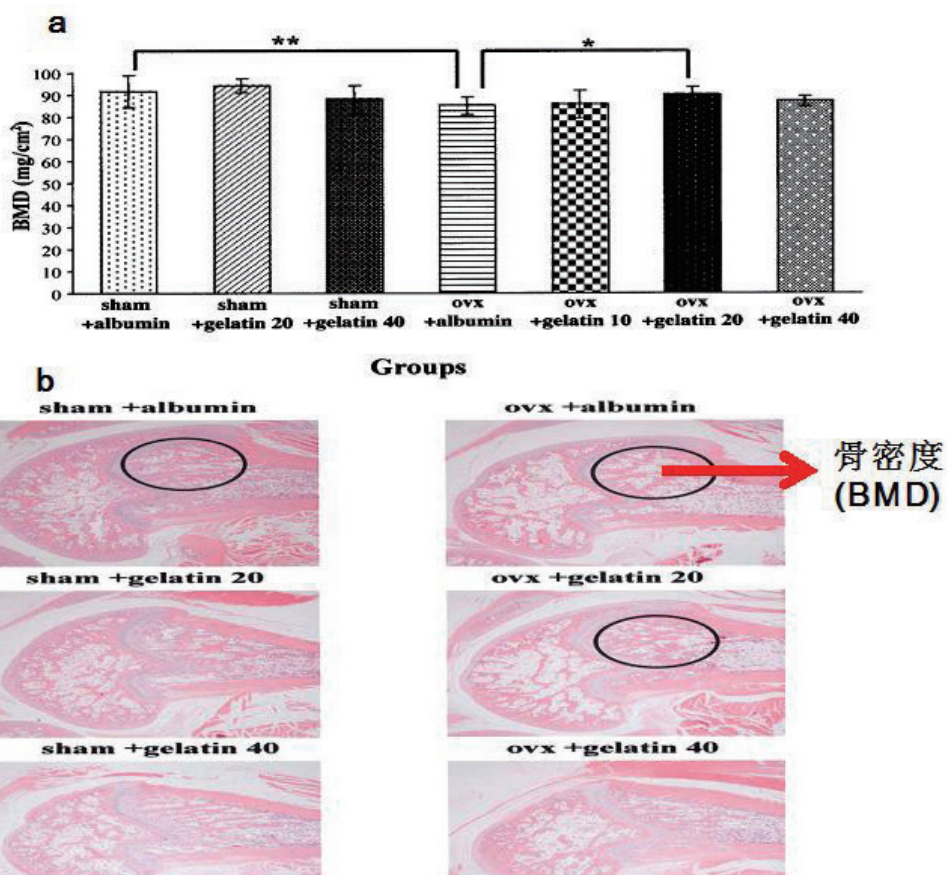 a
** *
100
90
80
70
60
50
40
30
20
10
0
BMD (mg/cm²)
sham sham sham ovx ovx ovx ovx
+albumin +gelatin 20 +gelatin 40 +albumin +gelatin 10 +gelatin 20 +gelatin 40
Groups
b
sham +albumin ovx +albumin
骨密度
(BMD)
sham +gelatin 20 ovx +gelatin 20
sham +gelatin 40 ovx +gelatin 40